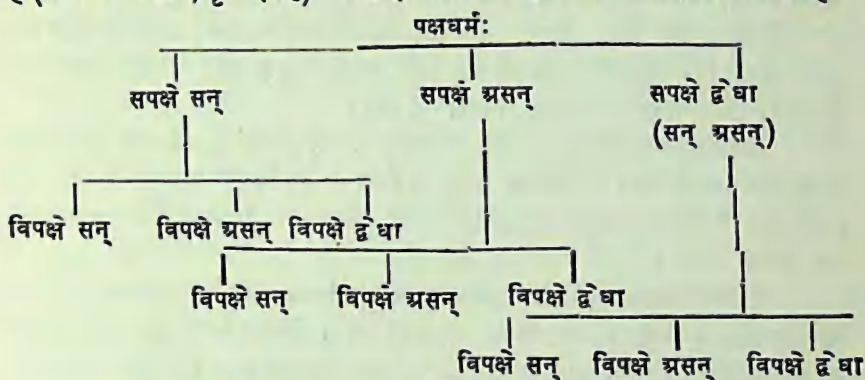 पक्षधर्मः
सपक्षे सन् सपक्षे असन् सपक्षे द्वेधा
(सन् असन्)
विपक्षे सन् विपक्षे असन् विपक्षे द्वेधा
विपक्षे सन् विपक्षे असन् विपक्षे द्वेधा
विपक्षे सन् विपक्षे असन् विपक्षे द्वेधा